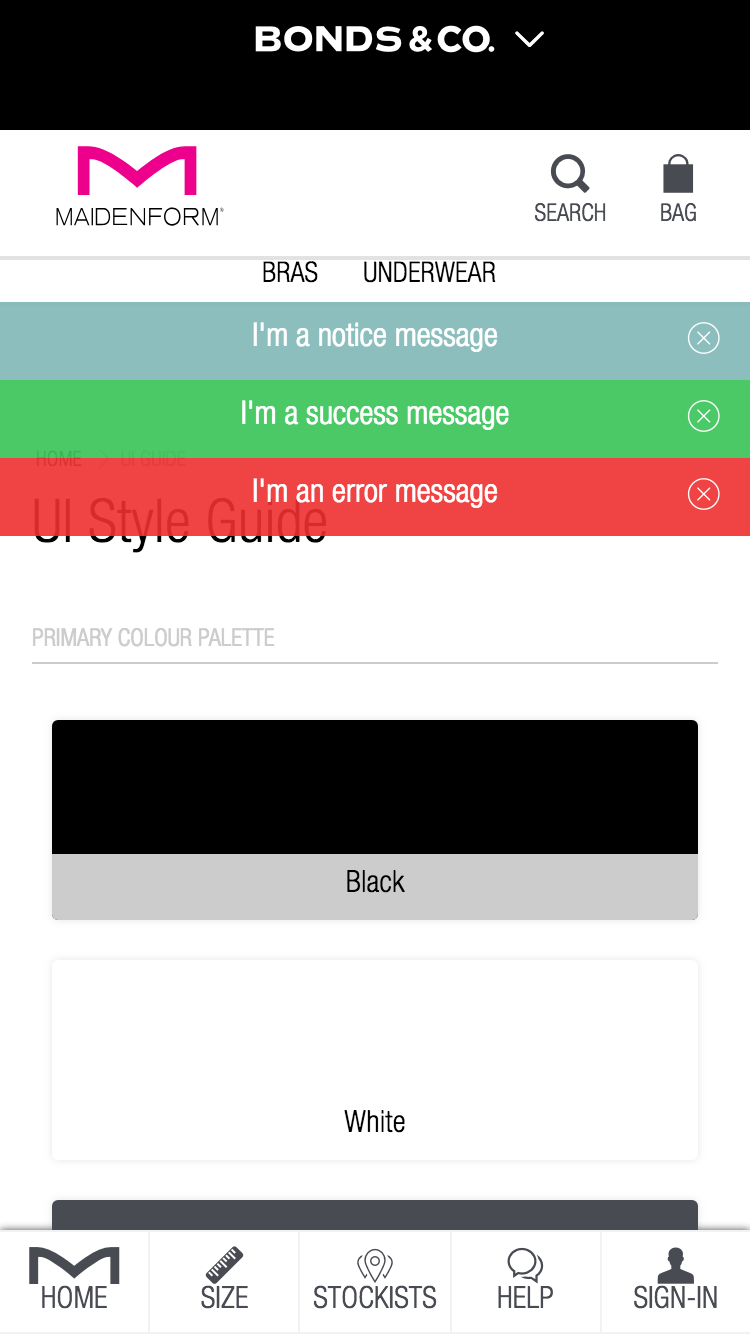 BONDS & CO.
MAIDENFORM®
SEARCH
BAG
BRAS UNDERWEAR
I'm a notice message
I'm a success message
HOME > UI GUIDE
I'm an error message
UI Style Guide
PRIMARY COLOUR PALETTE
Black
White
HOME
SIZE
STOCKISTS
HELP
SIGN-IN